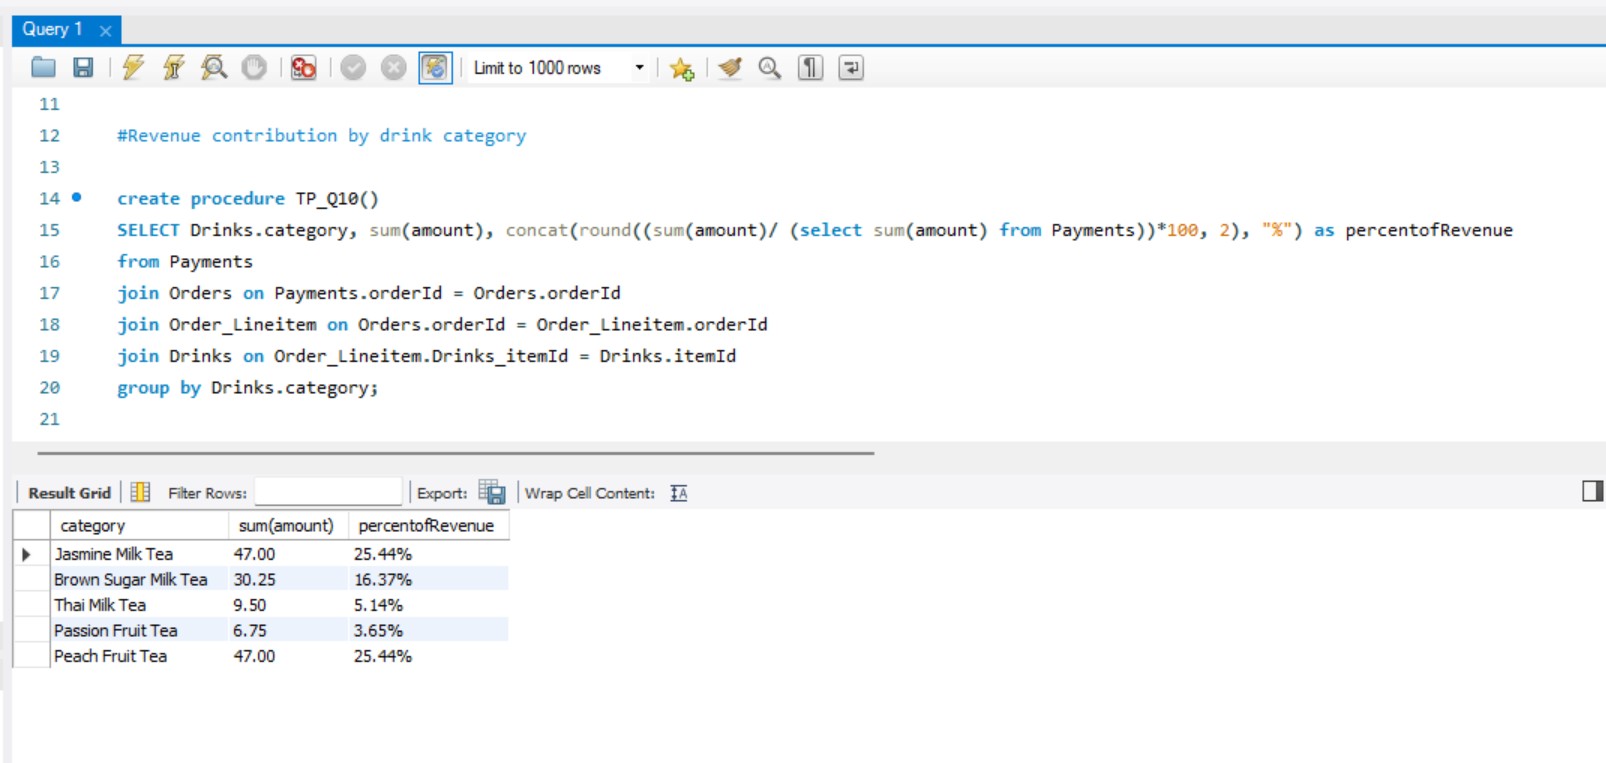 Query 1
Limit to 1000 rows
11
12 #Revenue contribution by drink category
13
14 create procedure TP_Q10()
15 SELECT Drinks.category, sum(amount), concat(round((sum(amount)/ (select sum(amount) from Payments))*100, 2), "%") as percentofRevenue
16 from Payments
17 join Orders on Payments.orderId = Orders.orderId
18 join Order_Lineitem on Orders.orderId = Order_Lineitem.orderId
19 join Drinks on Order_Lineitem.Drinks_itemId = Drinks.itemId
20 group by Drinks.category;
21
Result Grid Filter Rows: Export: Wrap Cell Content:
category sum(amount) percentofRevenue
Jasmine Milk Tea 47.00 25.44%
Brown Sugar Milk Tea 30.25 16.37%
Thai Milk Tea 9.50 5.14%
Passion Fruit Tea 6.75 3.65%
Peach Fruit Tea 47.00 25.44%